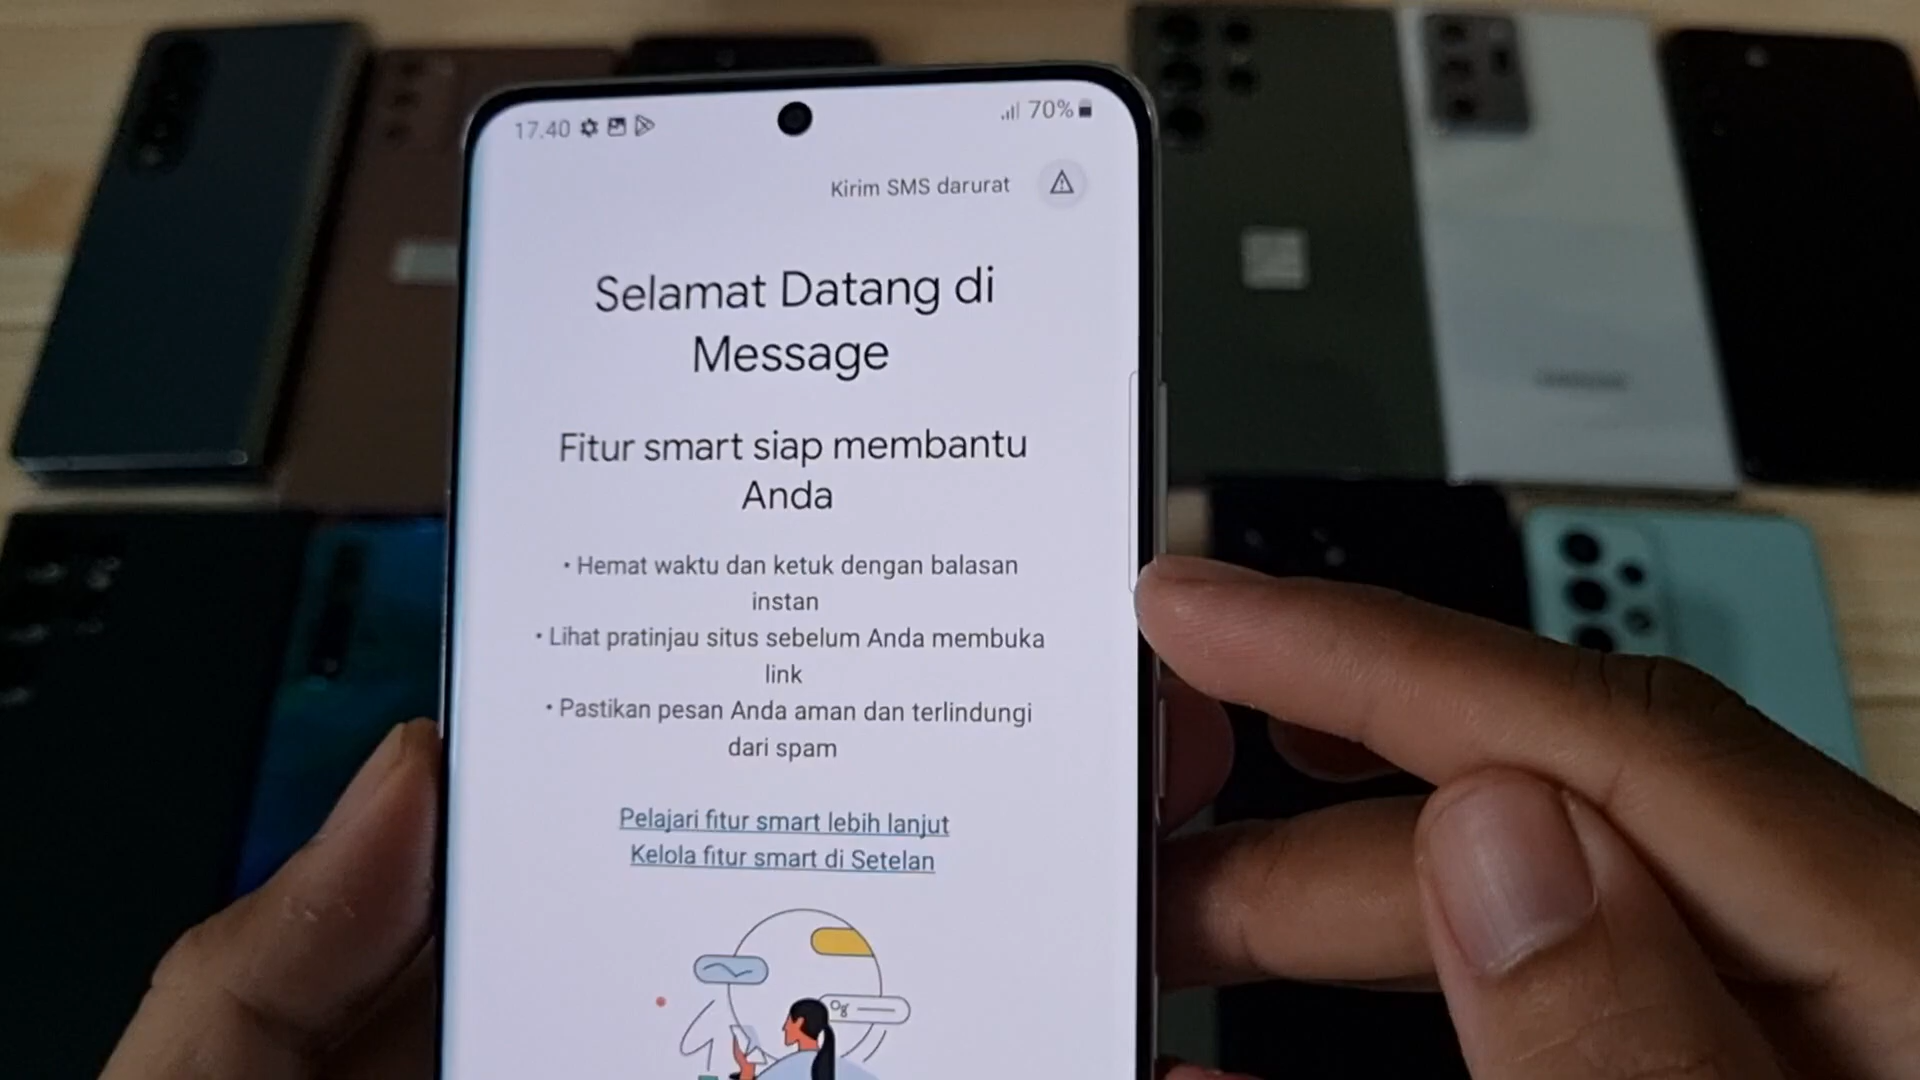 17.40
70%
Kirim SMS darurat
Selamat Datang di
Message
Fitur smart siap membantu
Anda
• Hemat waktu dan ketuk dengan balasan
instan
• Lihat pratinjau situs sebelum Anda membuka
link
• Pastikan pesan Anda aman dan terlindungi
dari spam
Pelajari fitur smart lebih lanjut
Kelola fitur smart di Setelan